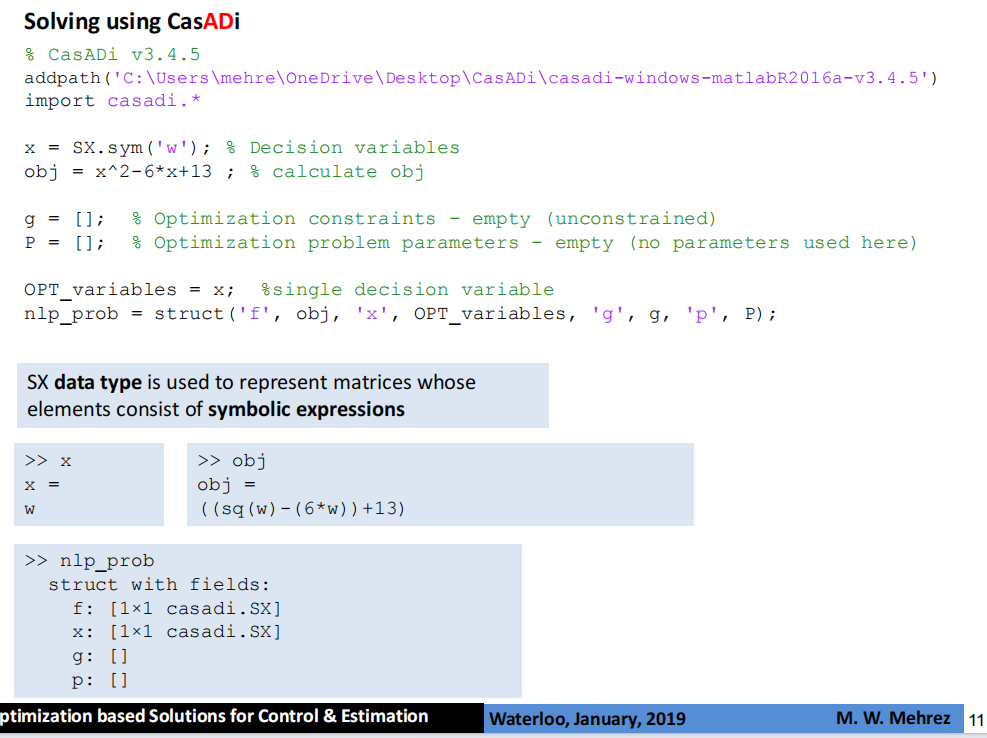 Solving using CasADi
% CasADi v3.4.5
addpath('C:\Users\mehre\OneDrive\Desktop\CasADi\casadi-windows-matlabR2016a-v3.4.5')
import casadi.*
x = SX.sym('w'); % Decision variables
obj = x^2-6*x+13 ; % calculate obj
g = [];  % Optimization constraints – empty (unconstrained)
P = [];  % Optimization problem parameters – empty (no parameters used here)
OPT_variables = x;  %single decision variable
nlp_prob = struct('f', obj, 'x', OPT_variables, 'g', g, 'p', P);
SX data type is used to represent matrices whose
elements consist of symbolic expressions
>> x
x =
w
>> obj
obj =
((sq(w)-(6*w))+13)
>> nlp_prob
struct with fields:
f: [1×1 casadi.SX]
x: [1×1 casadi.SX]
g: []
p: []
ptimization based Solutions for Control & Estimation
Waterloo, January, 2019
M. W. Mehrez
11